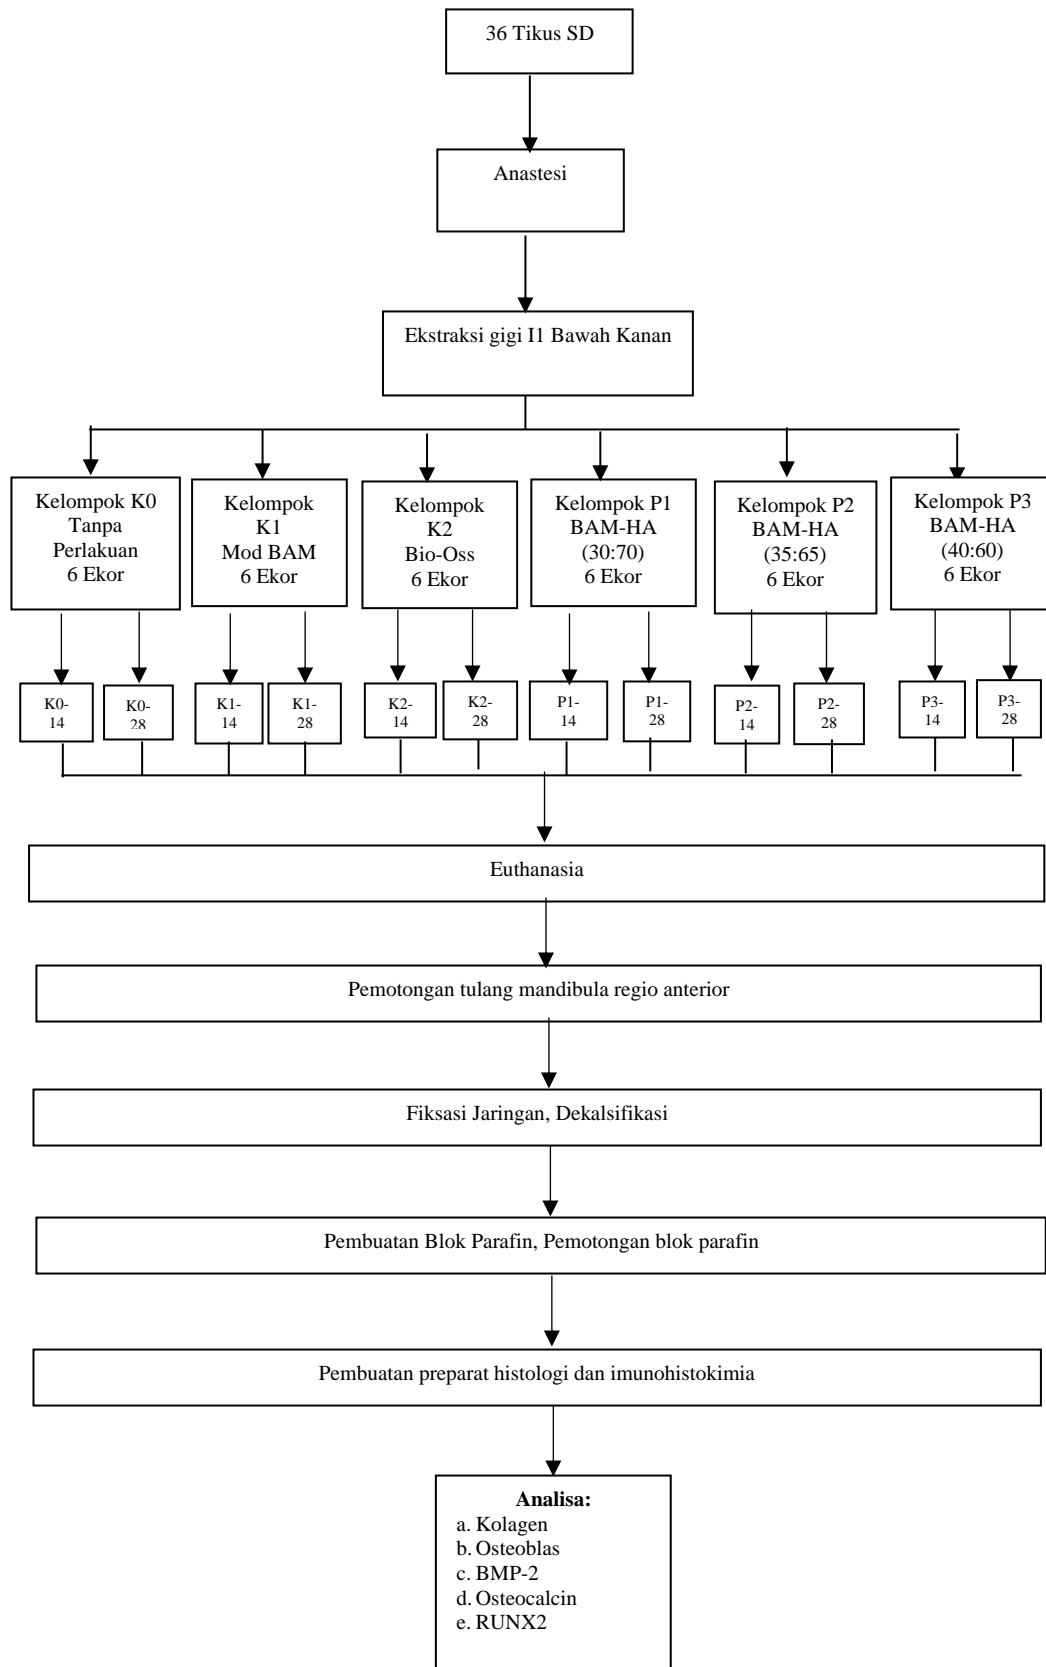 36 Tikus SD
Anastesi
Ekstraksi gigi I1 Bawah Kanan
Kelompok K0
Tanpa
Perlakuan
6 Ekor
Kelompok
K1
Mod BAM
6 Ekor
Kelompok
K2
Bio-Oss
6 Ekor
Kelompok P1
BAM-HA
(30:70)
6 Ekor
Kelompok P2
BAM-HA
(35:65)
6 Ekor
Kelompok P3
BAM-HA
(40:60)
6 Ekor
K0-
14
K0-
28
K1-
14
K1-
28
K2-
14
K2-
28
P1-
14
P1-
28
P2-
14
P2-
28
P3-
14
P3-
28
Euthanasia
Pemotongan tulang mandibula regio anterior
Fiksasi Jaringan, Dekalsifikasi
Pembuatan Blok Parafin, Pemotongan blok parafin
Pembuatan preparat histologi dan imunohistokimia
Analisa:
a. Kolagen
b. Osteoblas
c. BMP-2
d. Osteocalcin
e. RUNX2